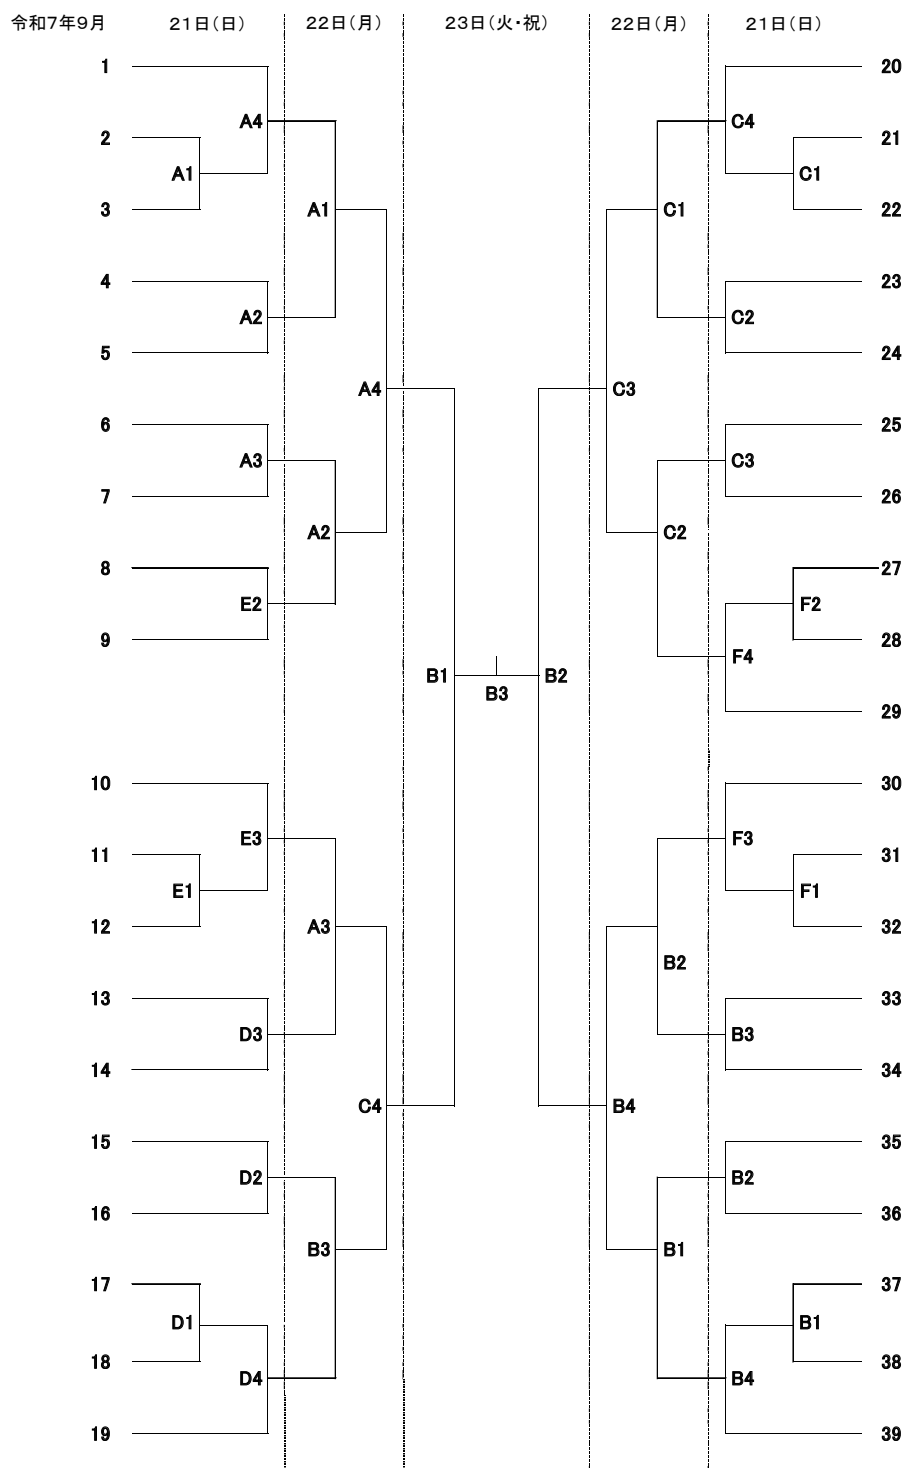 令和7年9月 21日(日) 22日(月) 23日(火・祝) 22日(月) 21日(日)
1 20
A4 C4
2 21
A1 C1
3 A1 C1 22
4 23
A2 C2
5 24
A4 C3
6 25
A3 C3
7 26
A2 C2
8 27
E2 F2
9 28
F4
B1 B2
B3
29
10 30
E3 F3
11 31
E1 F1
12 A3 32
B2
13 33
D3 B3
14 34
C4 B4
15 35
D2 B2
16 36
B3 B1
17 37
D1 B1
18 38
D4 B4
19 39